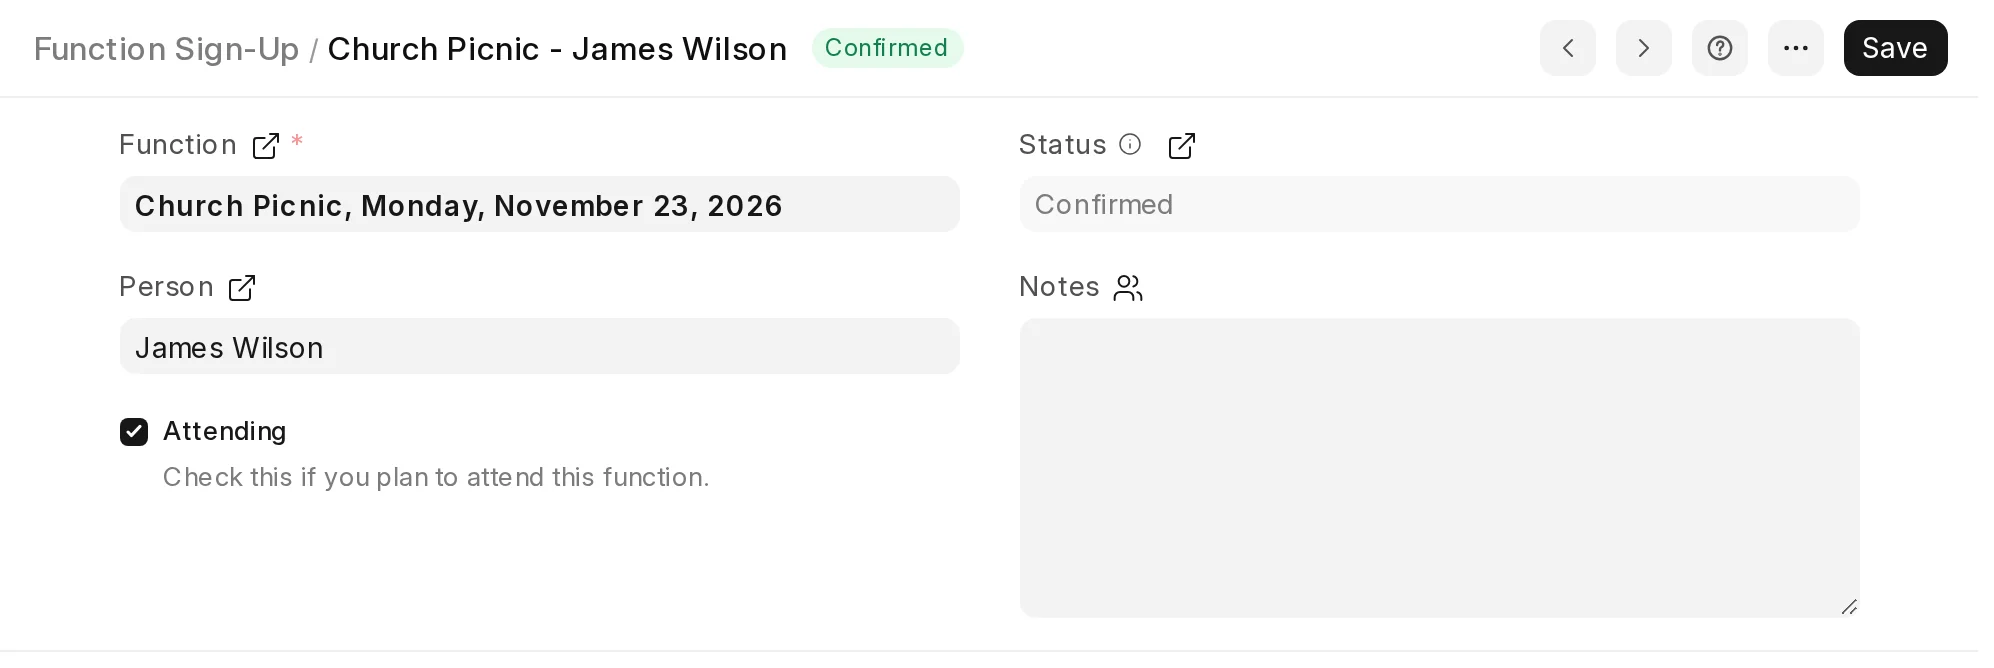 Function Sign-Up / Church Picnic - James Wilson Confirmed Save
Function *
Church Picnic, Monday, November 23, 2026
Person
James Wilson
Attending
Check this if you plan to attend this function.
Status
Confirmed
Notes